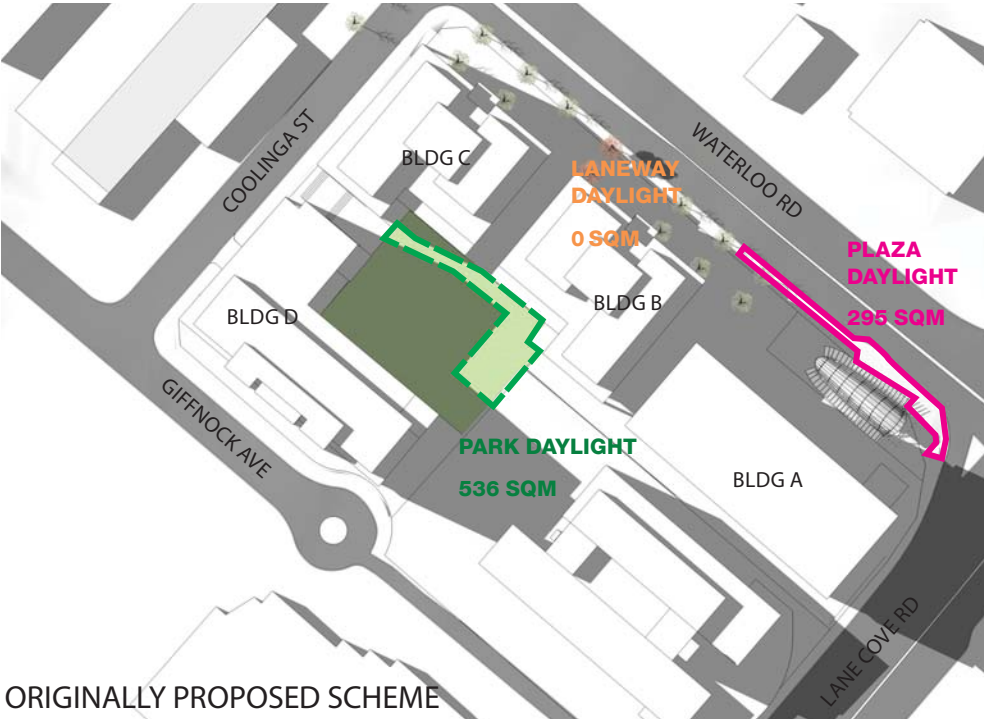 WATERLOO RD
COOLINGA ST
BLDG C
LANEWAY
DAYLIGHT
0 SQM
PLAZA
DAYLIGHT
295 SQM
BLDG B
BLDG D
GIFFNOCK AVE
PARK DAYLIGHT
536 SQM
BLDG A
LANE COVE RD
ORIGINALLY PROPOSED SCHEME